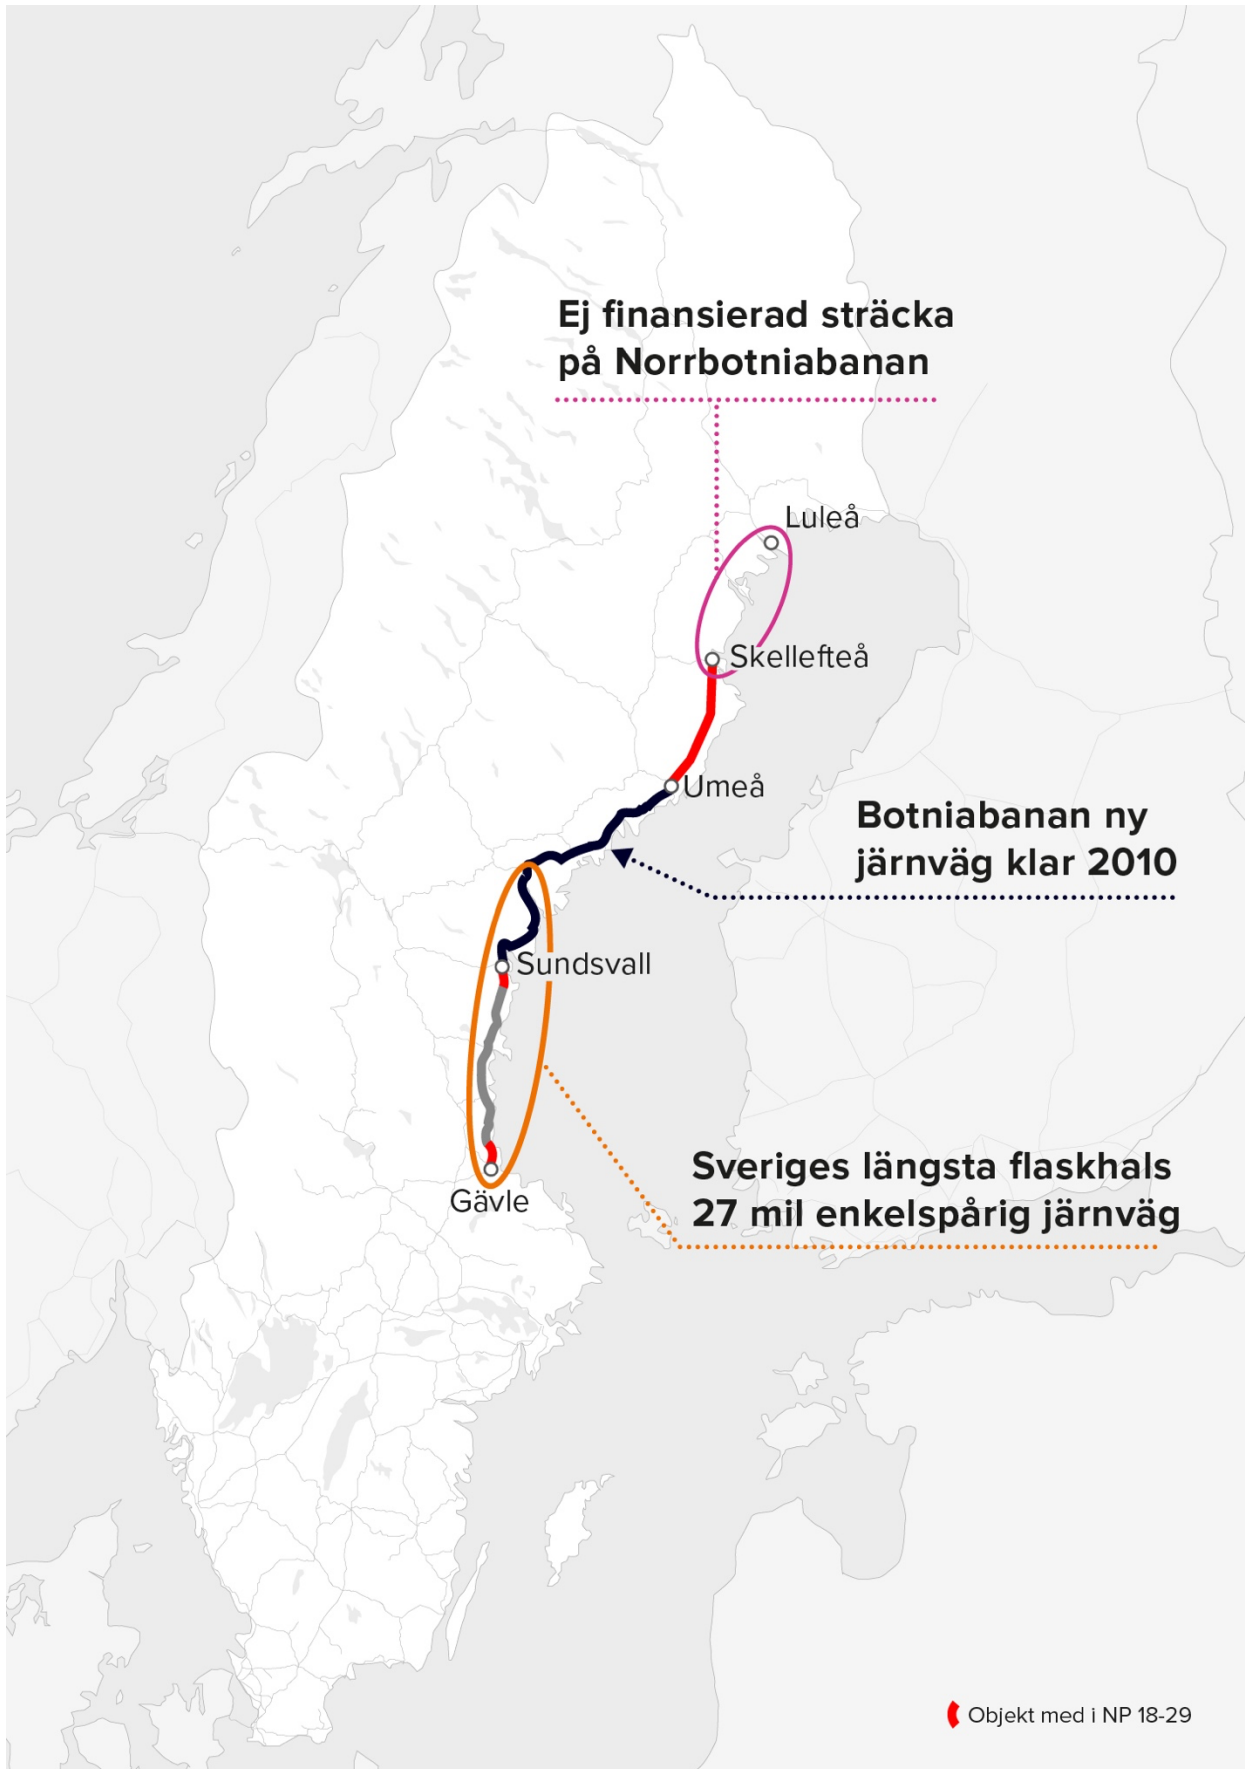 Ej finansierad sträcka
på Norrbotniabanan
Luleå
Skellefteå
Umeå
Botniabanan ny
järnväg klar 2010
Sundsvall
Sveriges längsta flaskhals
27 mil enkelspårig järnväg
Gävle
Objekt med i NP 18-29